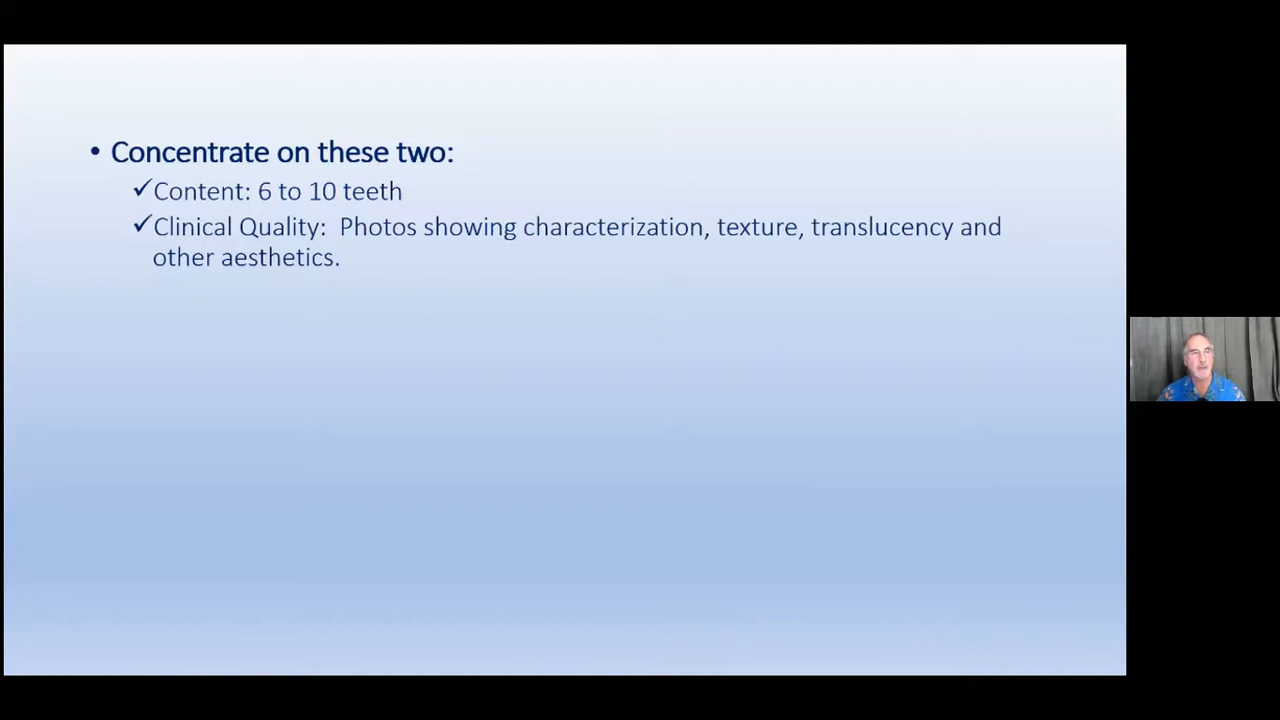 • Concentrate on these two:
✓Content: 6 to 10 teeth
✓Clinical Quality:  Photos showing characterization, texture, translucency and
other aesthetics.